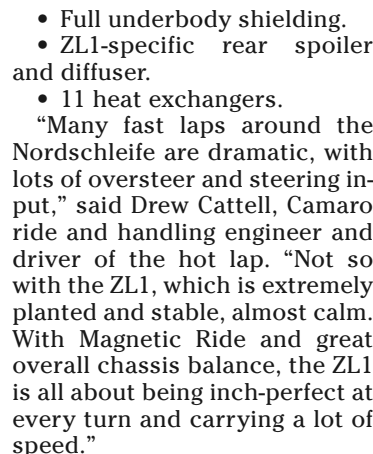 • Full underbody shielding.
• ZL1-specific rear spoiler
and diffuser.
• 11 heat exchangers.
“Many fast laps around the
Nordschleife are dramatic, with
lots of oversteer and steering in-
put,” said Drew Cattell, Camaro
ride and handling engineer and
driver of the hot lap. “Not so
with the ZL1, which is extremely
planted and stable, almost calm.
With Magnetic Ride and great
overall chassis balance, the ZL1
is all about being inch-perfect at
every turn and carrying a lot of
speed.”